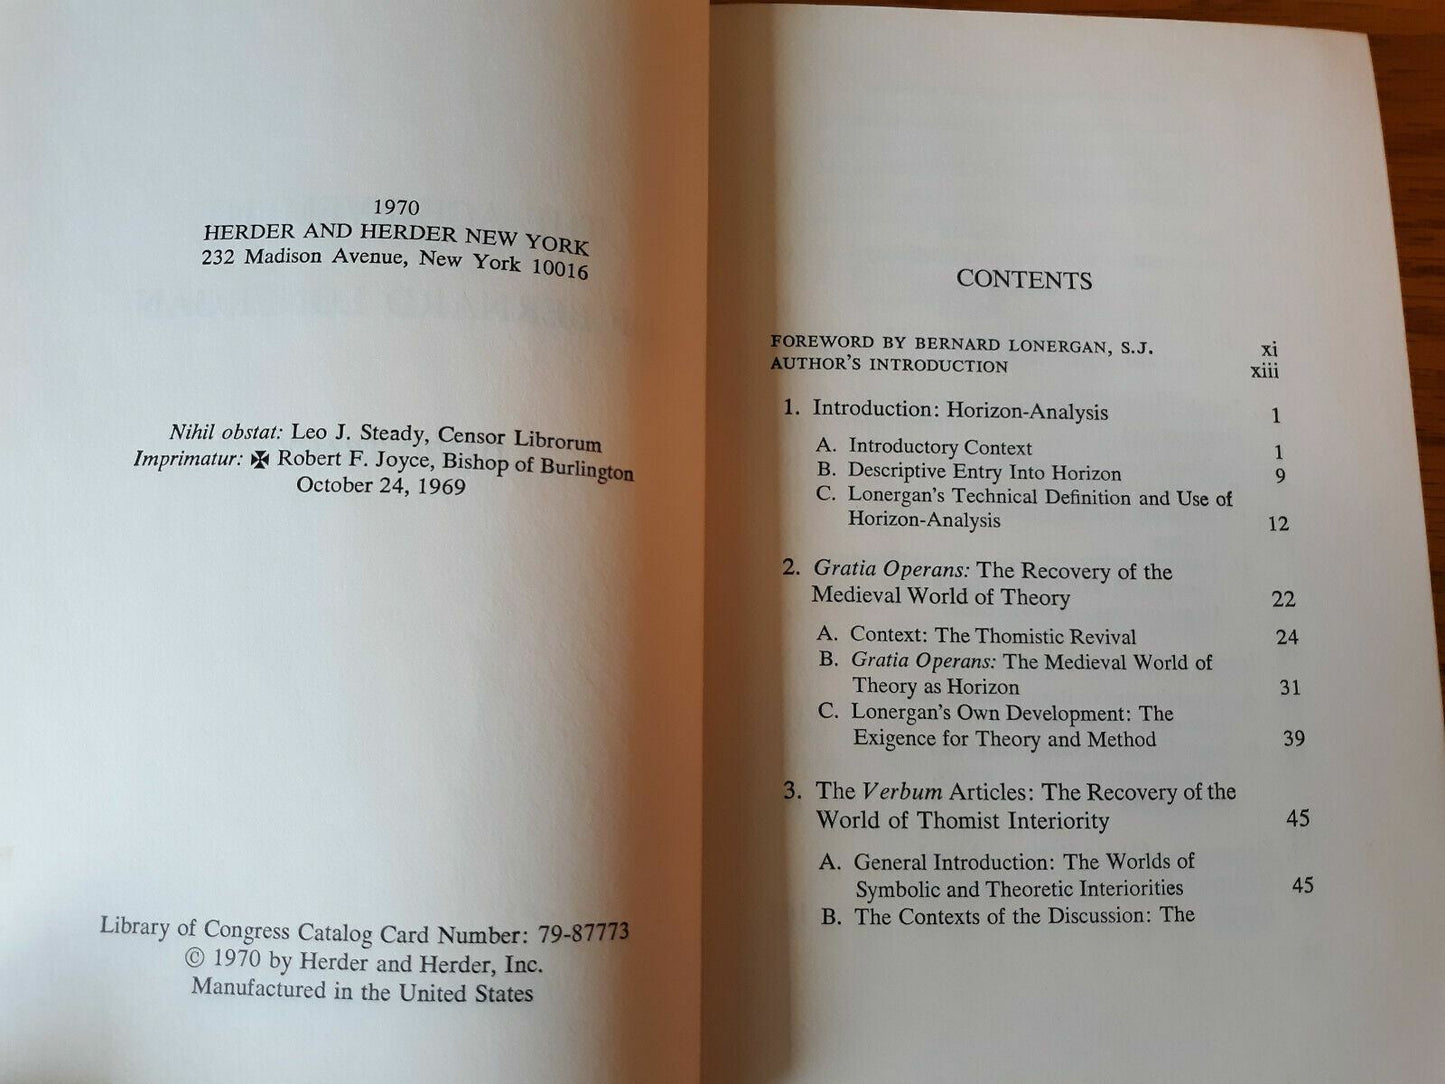 1970
HERDER AND HERDER NEW YORK
232 Madison Avenue, New York 10016
Nihil obstat: Leo J. Steady, Censor Librorum
Imprimatur: ✠ Robert F. Joyce, Bishop of Burlington
October 24, 1969
Library of Congress Catalog Card Number: 79-87773
© 1970 by Herder and Herder, Inc.
Manufactured in the United States
CONTENTS
FOREWORD BY BERNARD LONERGAN, S.J. xi
AUTHOR'S INTRODUCTION xiii
1. Introduction: Horizon-Analysis 1
A. Introductory Context 1
B. Descriptive Entry Into Horizon 9
C. Lonergan's Technical Definition and Use of
Horizon-Analysis 12
2. Gratia Operans: The Recovery of the
Medieval World of Theory 22
A. Context: The Thomistic Revival 24
B. Gratia Operans: The Medieval World of
Theory as Horizon 31
C. Lonergan's Own Development: The
Exigence for Theory and Method 39
3. The Verbum Articles: The Recovery of the
World of Thomist Interiority 45
A. General Introduction: The Worlds of
Symbolic and Theoretic Interiorities 45
B. The Contexts of the Discussion: The